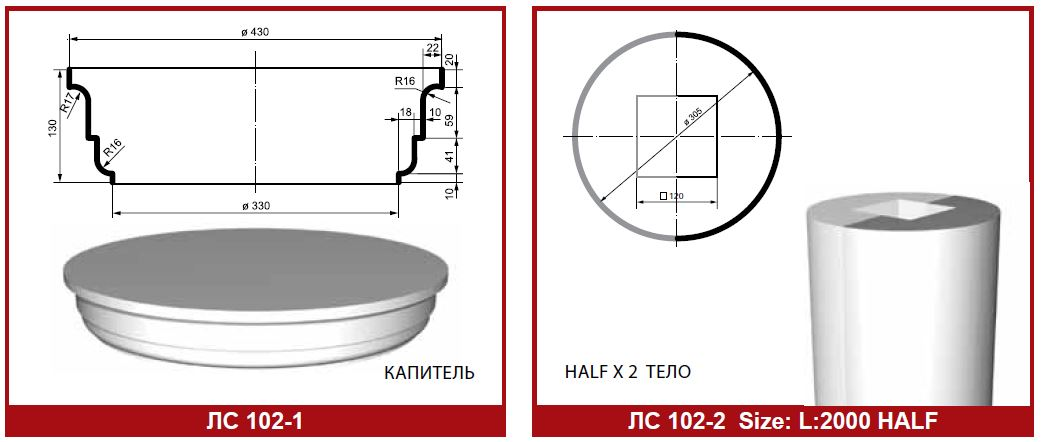 ø 430
22
20
R16
R17
130
18
10
59
R16
41
10
ø 330
КАПИТЕЛЬ
ЛС 102-1
ø 305
□120
HALF X 2 ТЕЛО
ЛС 102-2 Size: L:2000 HALF